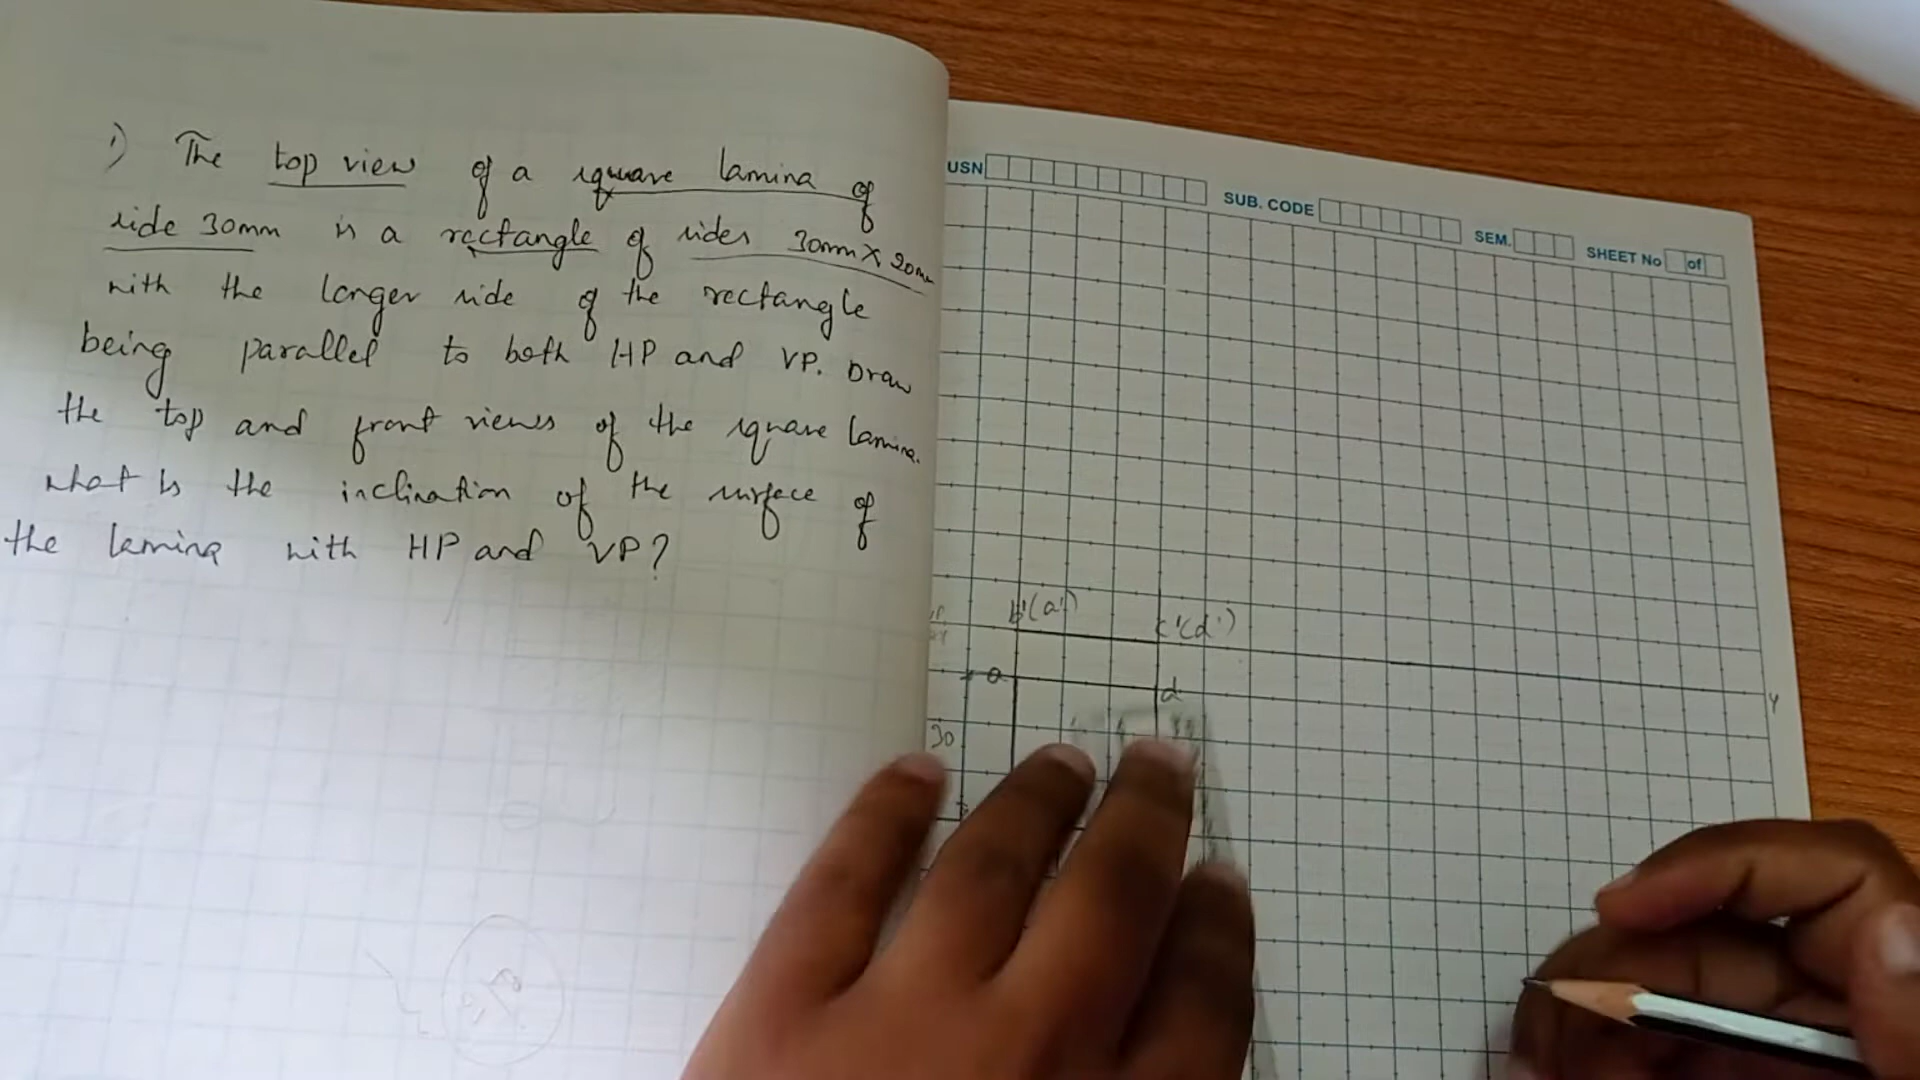 1) The top view of a square lamina of
side 30mm is a rectangle of sides 30mm X 20mm
with the longer side of the rectangle
being parallel to both HP and VP. Draw
the top and front views of the square lamina.
what is the inclination of the surface of
the lamina with HP and VP?
USN
SUB. CODE
SEM.
SHEET No of
b'(a')
c'(d')
a
d
30
Y